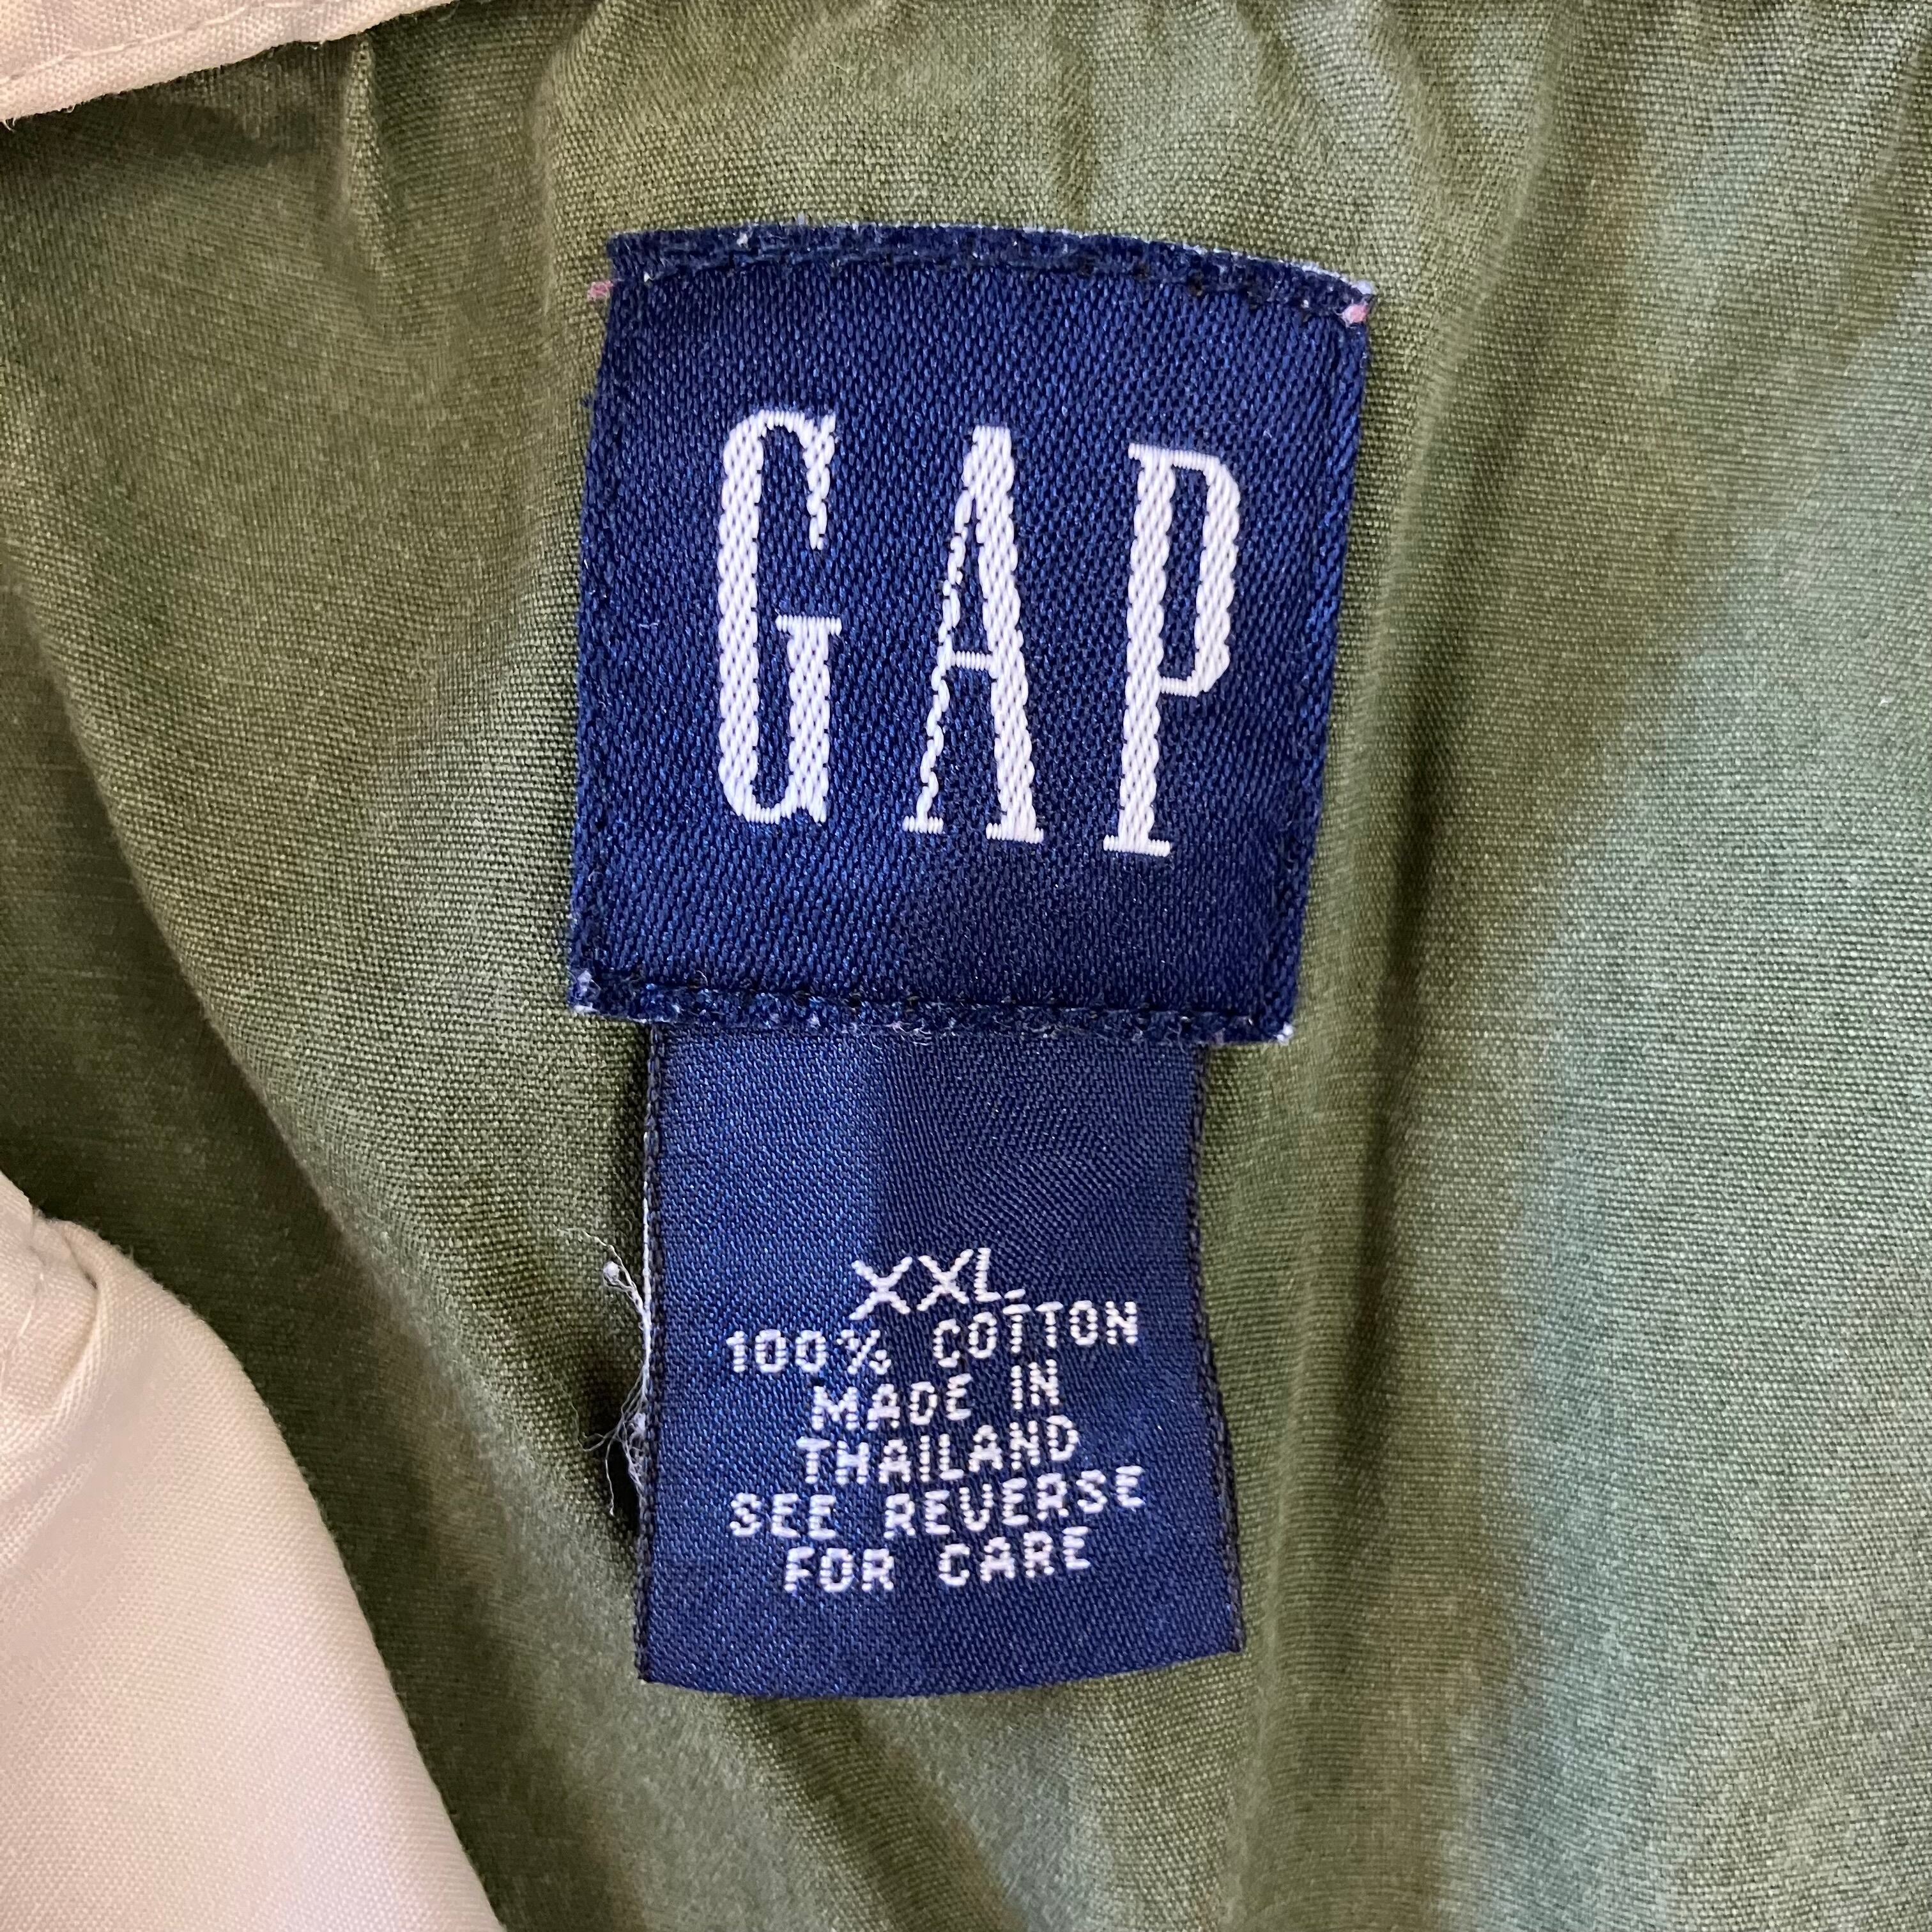 GAP
XXL
100% COTTON
MADE IN
THAILAND
SEE REVERSE
FOR CARE